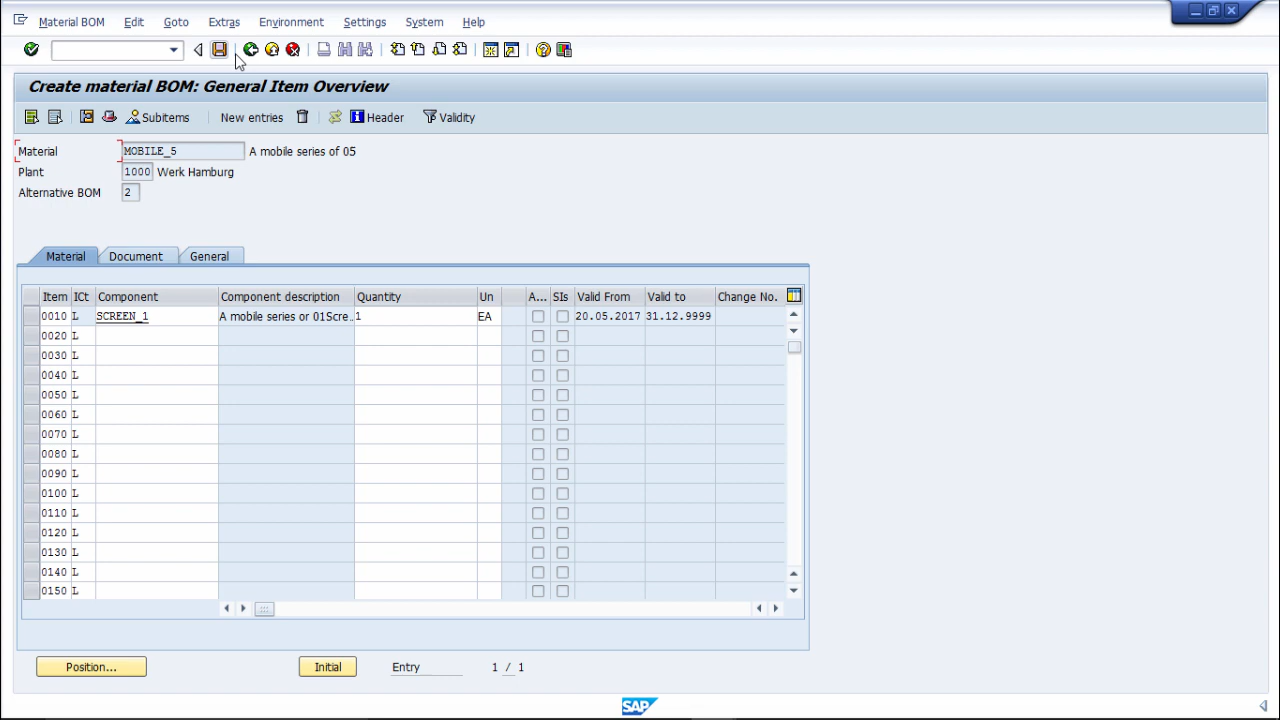 Material BOM Edit Goto Extras Environment Settings System Help
Create material BOM: General Item Overview
Subitems New entries Header Validity
Material MOBILE_5 A mobile series of 05
Plant 1000 Werk Hamburg
Alternative BOM 2
Material Document General
Item ICt Component Component description Quantity Un A... SIs Valid From Valid to Change No.
0010 L SCREEN_1 A mobile series or 01Scre.. 1 EA 20.05.2017 31.12.9999
0020 L
0030 L
0040 L
0050 L
0060 L
0070 L
0080 L
0090 L
0100 L
0110 L
0120 L
0130 L
0140 L
0150 L
Position... Initial Entry 1 / 1
SAP